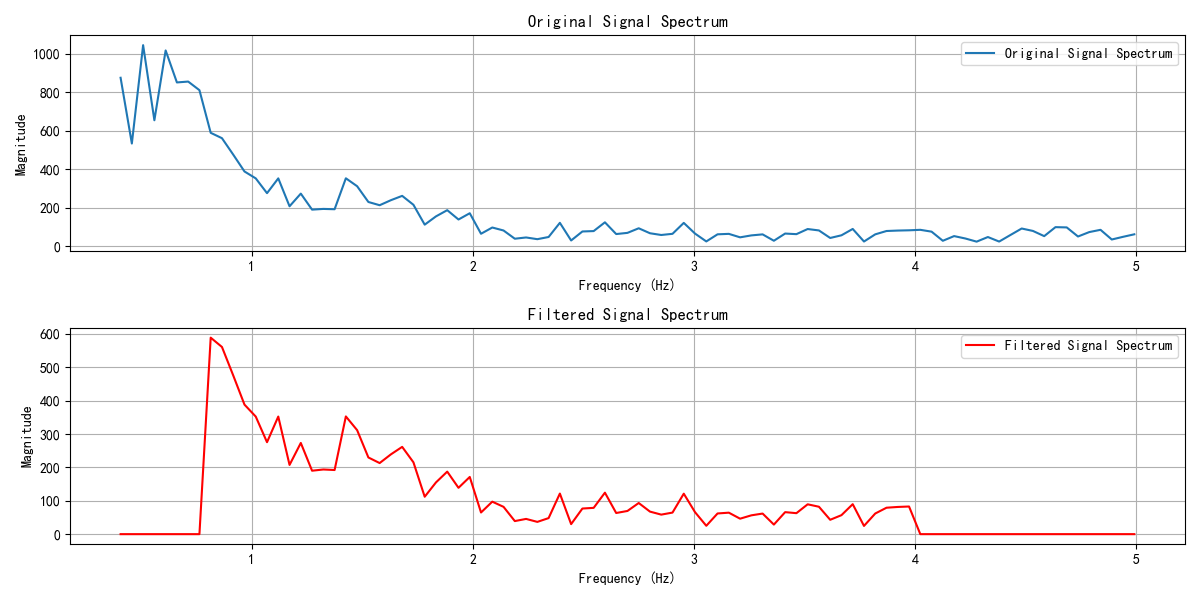 Original Signal Spectrum
Original Signal Spectrum
Magnitude
1000
800
600
400
200
0
1 2 3 4 5
Frequency (Hz)
Filtered Signal Spectrum
Filtered Signal Spectrum
Magnitude
600
500
400
300
200
100
0
1 2 3 4 5
Frequency (Hz)